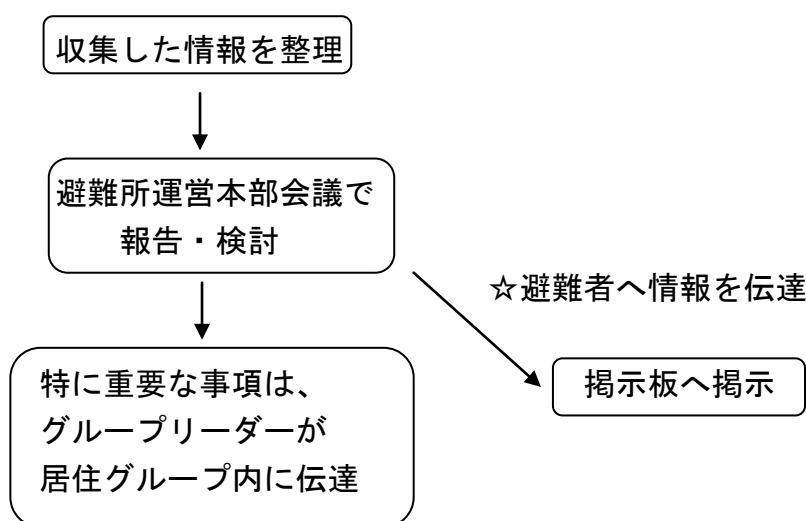 収集した情報を整理
避難所運営本部会議で
報告・検討
☆避難者へ情報を伝達
特に重要な事項は、
グループリーダーが
居住グループ内に伝達
掲示板へ掲示